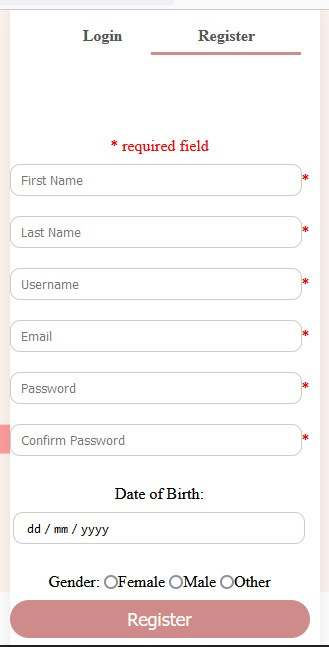 Login Register
* required field
First Name *
Last Name *
Username *
Email *
Password *
Confirm Password *
Date of Birth:
dd / mm / yyyy
Gender: Female Male Other
Register